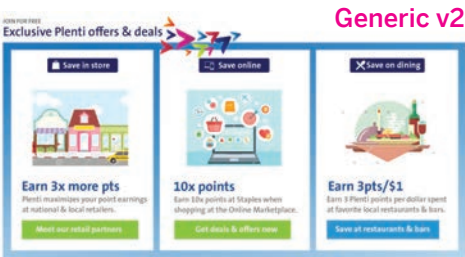 Generic v2
JOIN FOR FREE
Exclusive Plenti offers & deals
Save in store
Save online
Save on dining
Earn 3x more pts
10x points
Earn 3pts/$1
Plenti maximizes your point earnings
at national & local retailers.
Earn 10x points at Staples when
shopping at the Online Marketplace.
Earn 3 Plenti points per dollar spent
at favorite local restaurants & bars.
Meet our retail partners
Get deals & offers now
Save at restaurants & bars